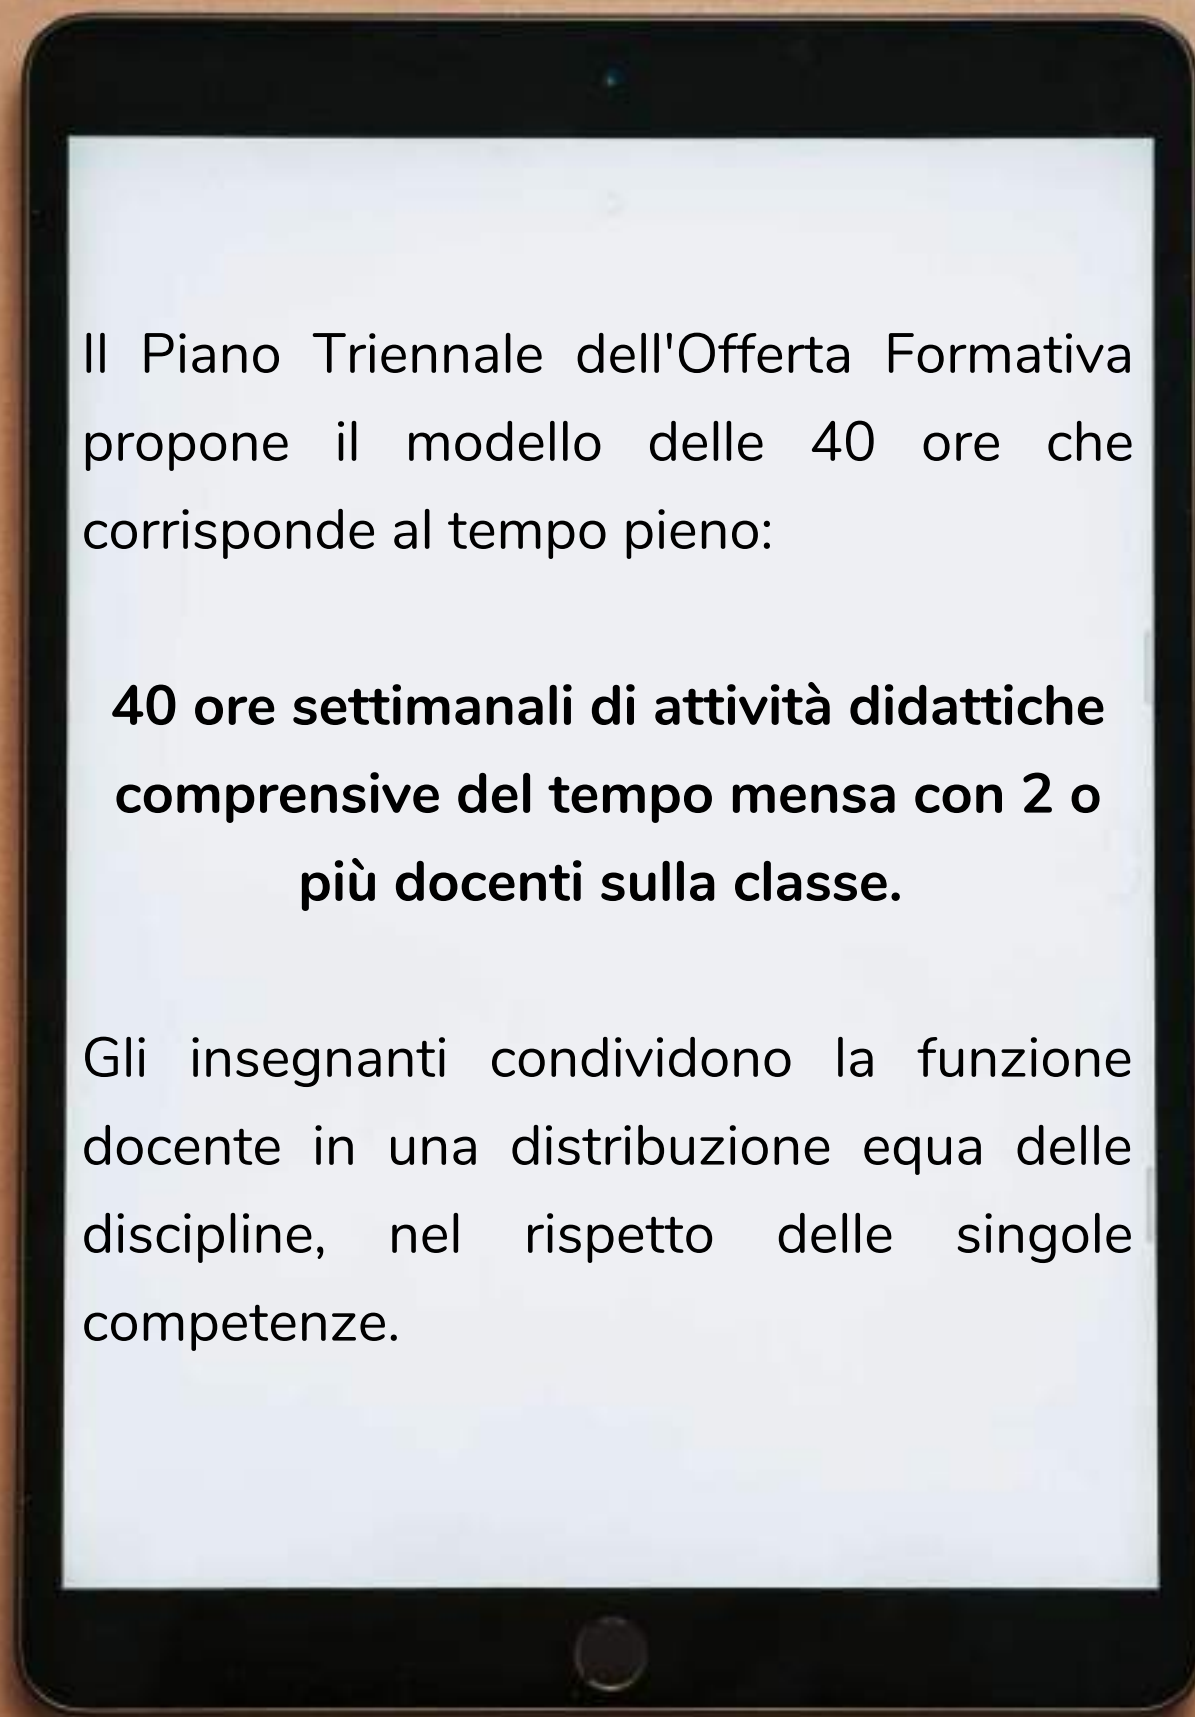 Il Piano Triennale dell'Offerta Formativa
propone il modello delle 40 ore che
corrisponde al tempo pieno:
40 ore settimanali di attività didattiche
comprensive del tempo mensa con 2 o
più docenti sulla classe.
Gli insegnanti condividono la funzione
docente in una distribuzione equa delle
discipline, nel rispetto delle singole
competenze.